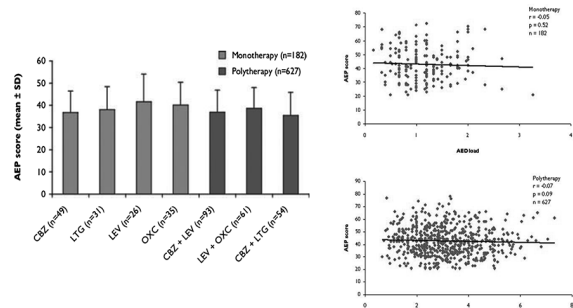 AEP score (mean ± SD)
60
50
40
30
20
10
0
Monotherapy (n=182)
Polytherapy (n=627)
CBZ (n=49)
LTG (n=31)
LEV (n=26)
OXC (n=35)
CBZ + LEV (n=93)
LEV + OXC (n=61)
CBZ + LTG (n=54)
Monotherapy
r = -0.05
p = 0.52
n = 182
AEP score
80
70
60
50
40
30
20
10
0
0 1 2 3 4
AED load
Polytherapy
r = -0.07
p = 0.09
n = 627
AEP score
90
80
70
60
50
40
30
20
10
0
0 2 4 6 8